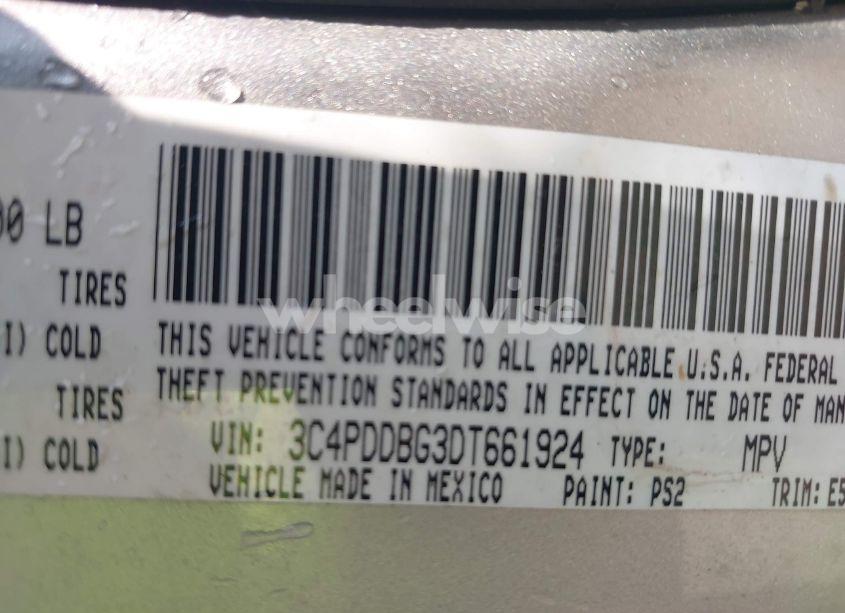 00 LB
TIRES
I) COLD
TIRES
I) COLD
THIS VEHICLE CONFORMS TO ALL APPLICABLE U.S.A. FEDERAL
THEFT PREVENTION STANDARDS IN EFFECT ON THE DATE OF MAN
VIN: 3C4PDDBG3DT661924 TYPE: MPV
VEHICLE MADE IN MEXICO PAINT: PS2 TRIM: ES
wheelwise